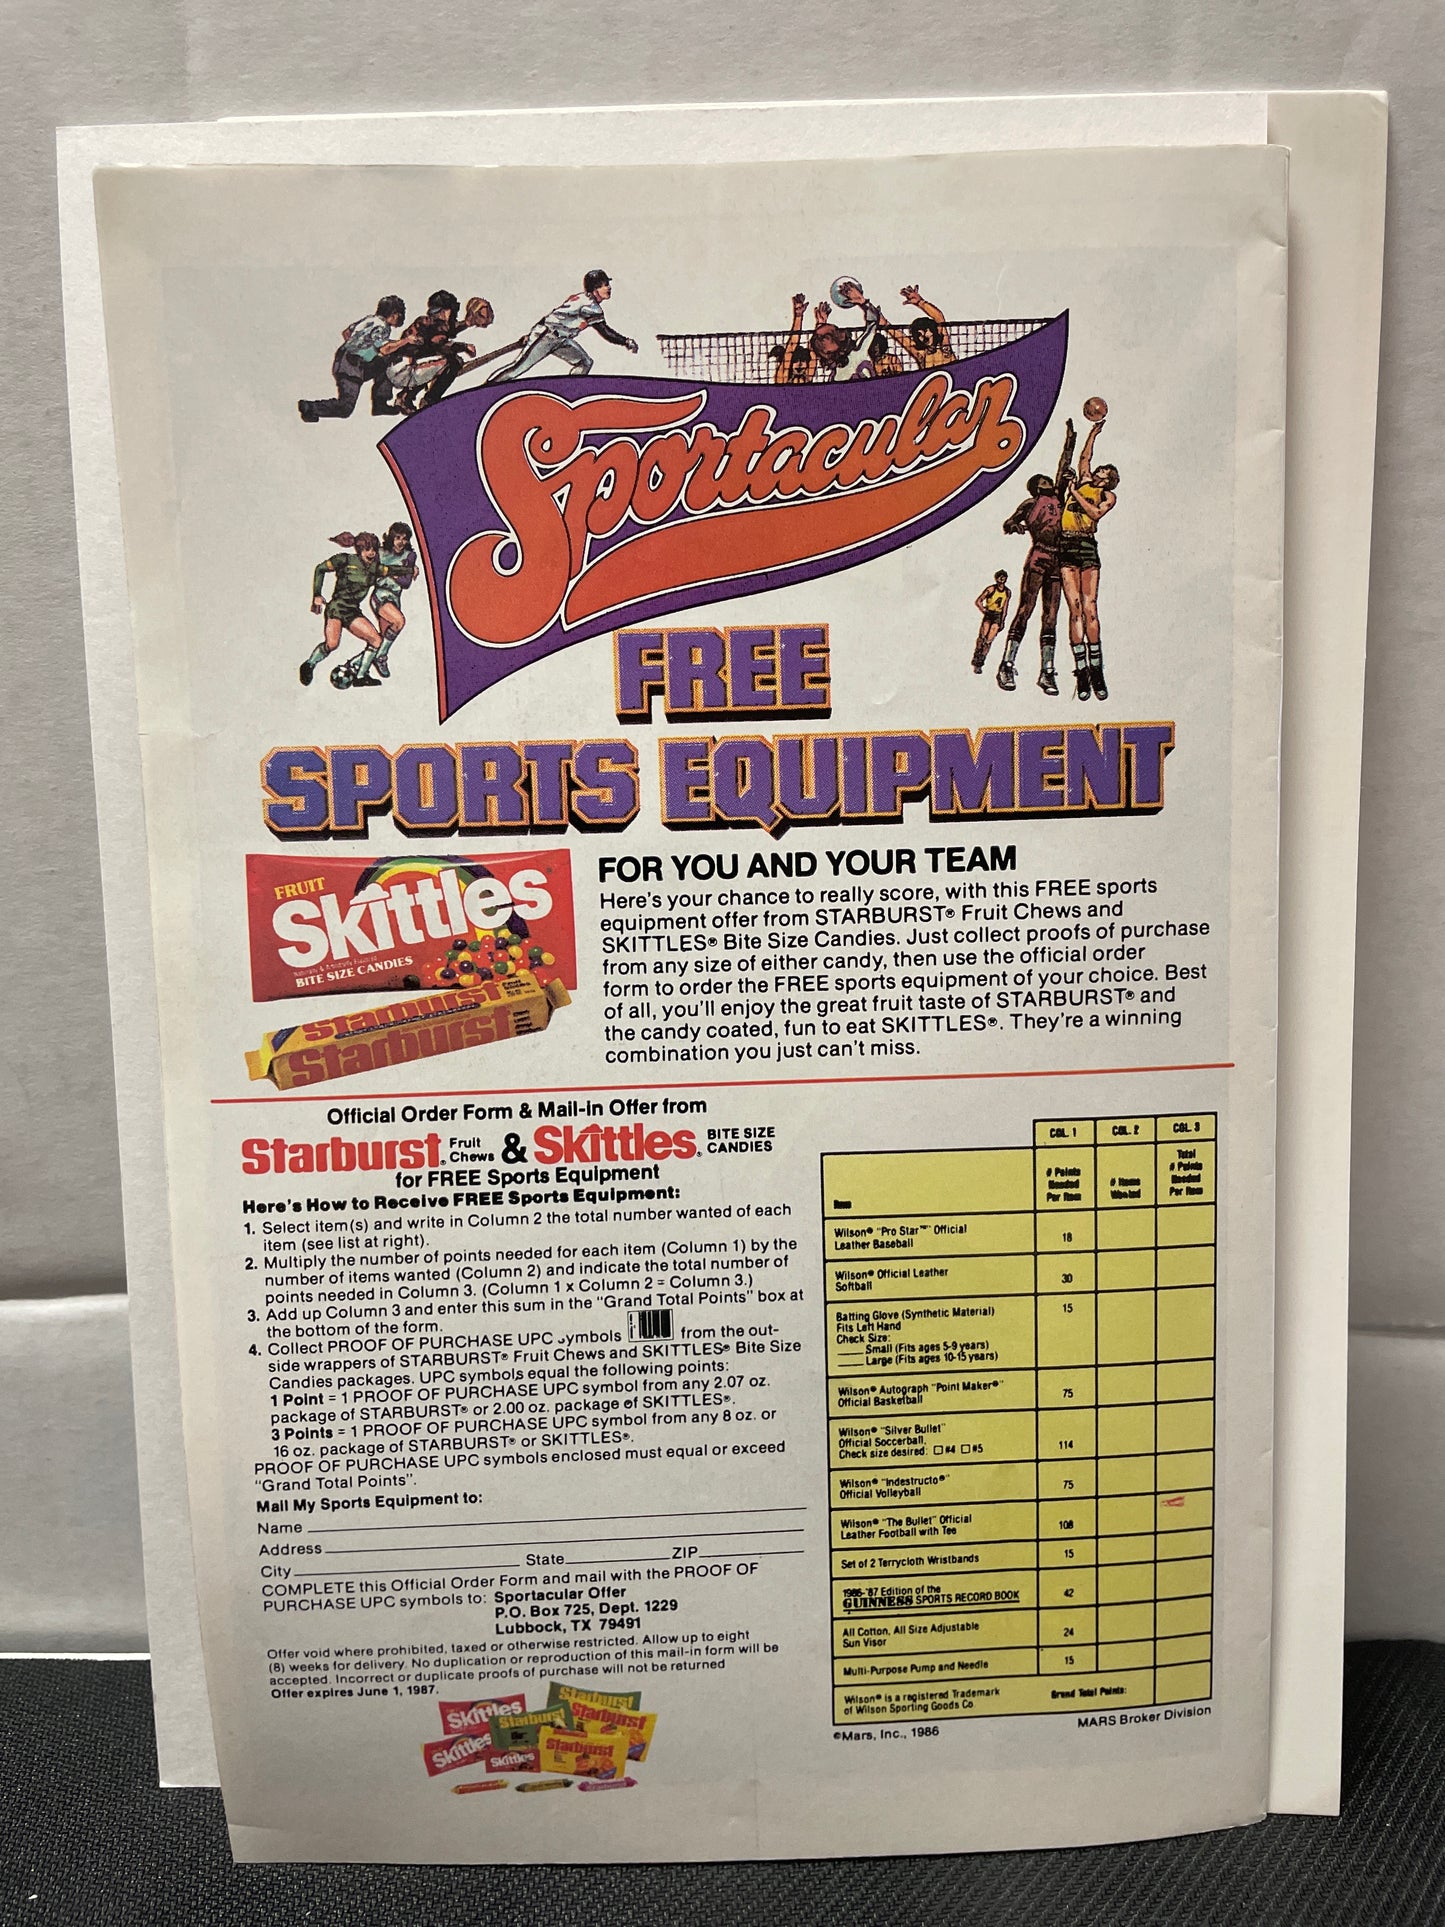 Sportacular
FREE
SPORTS EQUIPMENT
FRUIT
Skittles
BITE SIZE CANDIES
Starburst
Starburst
FOR YOU AND YOUR TEAM
Here's your chance to really score, with this FREE sports
equipment offer from STARBURST® Fruit Chews and
SKITTLES® Bite Size Candies. Just collect proofs of purchase
from any size of either candy, then use the official order
form to order the FREE sports equipment of your choice. Best
of all, you'll enjoy the great fruit taste of STARBURST® and
the candy coated, fun to eat SKITTLES®. They're a winning
combination you just can't miss.
Official Order Form & Mail-in Offer from
Starburst® Fruit Chews & Skittles® BITE SIZE CANDIES
for FREE Sports Equipment
Here's How to Receive FREE Sports Equipment:
1. Select item(s) and write in Column 2 the total number wanted of each
item (see list at right).
2. Multiply the number of points needed for each item (Column 1) by the
number of items wanted (Column 2) and indicate the total number of
points needed in Column 3. (Column 1 x Column 2 = Column 3.)
3. Add up Column 3 and enter this sum in the "Grand Total Points" box at
the bottom of the form.
4. Collect PROOF OF PURCHASE UPC symbols from the out-
side wrappers of STARBURST® Fruit Chews and SKITTLES® Bite Size
Candies packages. UPC symbols equal the following points:
1 Point = 1 PROOF OF PURCHASE UPC symbol from any 2.07 oz.
package of STARBURST® or 2.00 oz. package of SKITTLES®.
3 Points = 1 PROOF OF PURCHASE UPC symbol from any 8 oz. or
16 oz. package of STARBURST® or SKITTLES®.
PROOF OF PURCHASE UPC symbols enclosed must equal or exceed
"Grand Total Points".
Mail My Sports Equipment to:
Name
Address
City State ZIP
COMPLETE this Official Order Form and mail with the PROOF OF
PURCHASE UPC symbols to: Sportacular Offer
P.O. Box 725, Dept. 1229
Lubbock, TX 79491
Offer void where prohibited, taxed or otherwise restricted. Allow up to eight
(8) weeks for delivery. No duplication or reproduction of this mail-in form will be
accepted. Incorrect or duplicate proofs of purchase will not be returned
Offer expires June 1, 1987.
Skittles
Starburst
Starburst
Starburst
Skittles
Skittles
Starburst
COL. 1 COL. 2 COL. 3
Item
# Points Needed Per Item
# Items Wanted
Total # Points Needed Per Item
Wilson® "Pro Star™" Official
Leather Baseball 18
Wilson® Official Leather
Softball 30
Batting Glove (Synthetic Material) 15
Fits Left Hand
Check Size:
Small (Fits ages 5-9 years)
Large (Fits ages 10-15 years)
Wilson® Autograph "Point Maker®"
Official Basketball 75
Wilson® "Silver Bullet"
Official Soccerball.
Check size desired: □ #4 □ #5 114
Wilson® "Indestructo®"
Official Volleyball 75
Wilson® "The Bullet" Official
Leather Football with Tee 108
Set of 2 Terrycloth Wristbands 15
1986-'87 Edition of the
GUINNESS SPORTS RECORD BOOK 42
All Cotton, All Size Adjustable
Sun Visor 24
Multi-Purpose Pump and Needle 15
Wilson® is a registered Trademark
of Wilson Sporting Goods Co.
Grand Total Points:
©Mars, Inc., 1986
MARS Broker Division